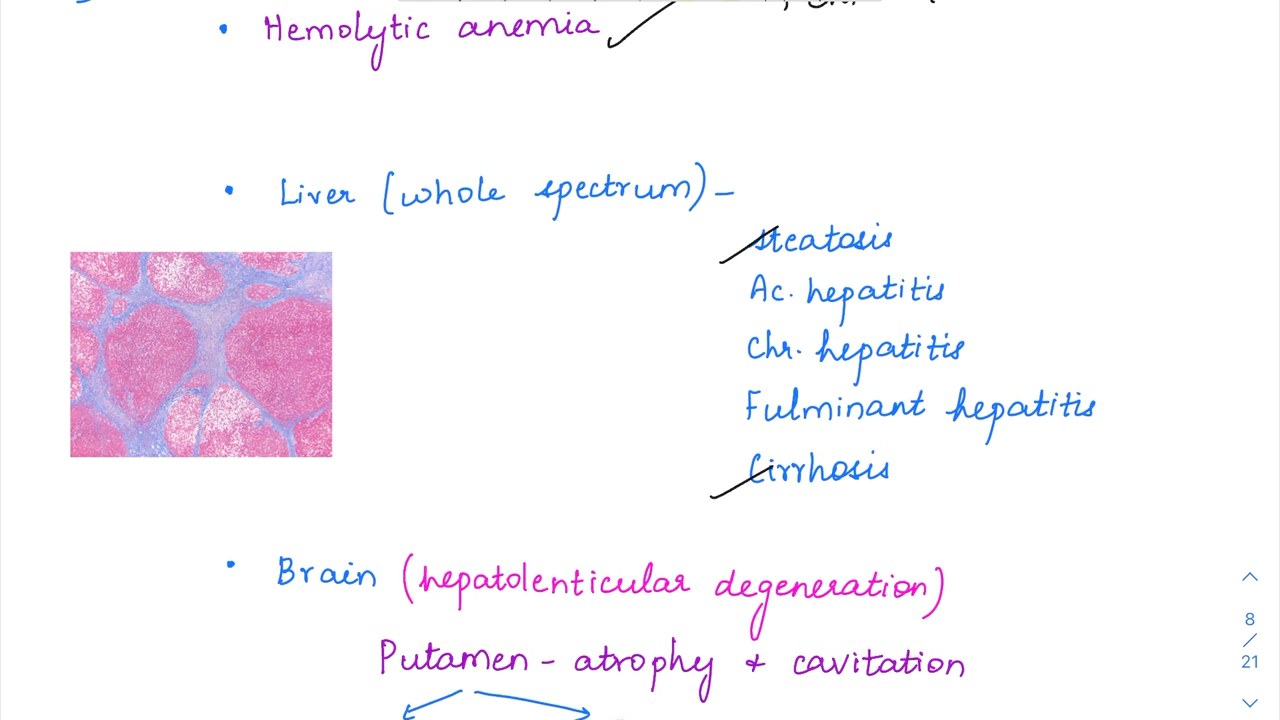 • Hemolytic anemia
• Liver (whole spectrum) –
Steatosis
Ac. hepatitis
Chr. hepatitis
Fulminant hepatitis
Cirrhosis
• Brain (hepatolenticular degeneration)
Putamen – atrophy + cavitation
8
/
21